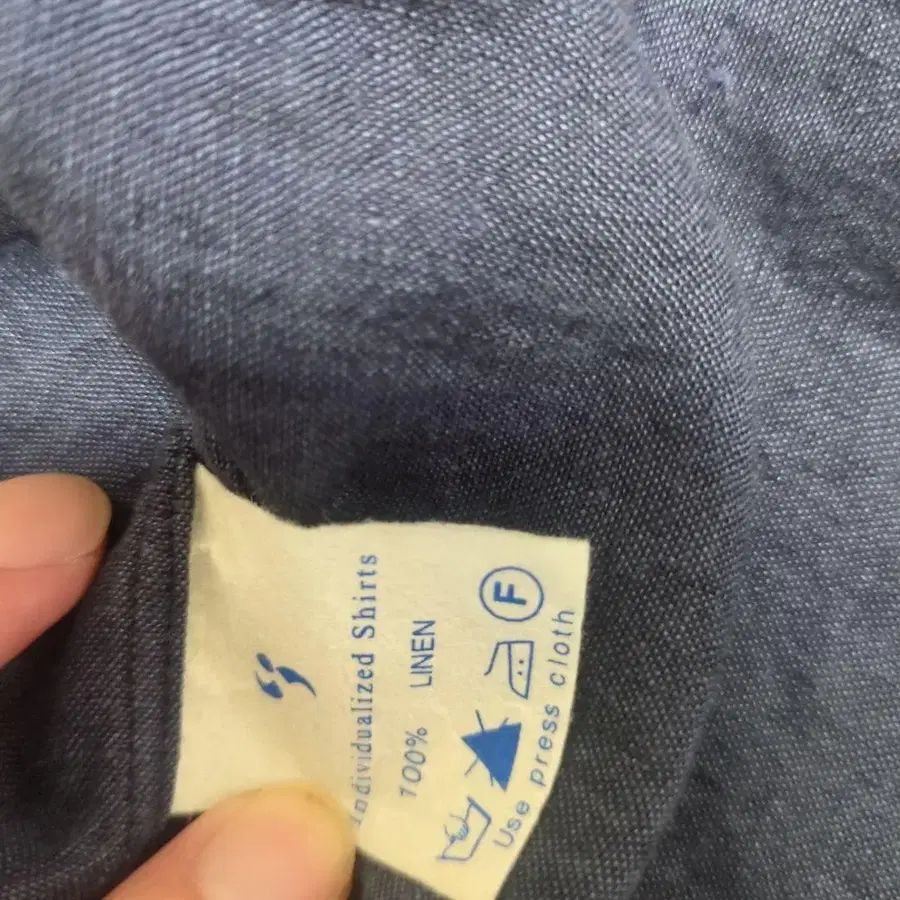 Individualized Shirts
100% LINEN
F
Use press cloth